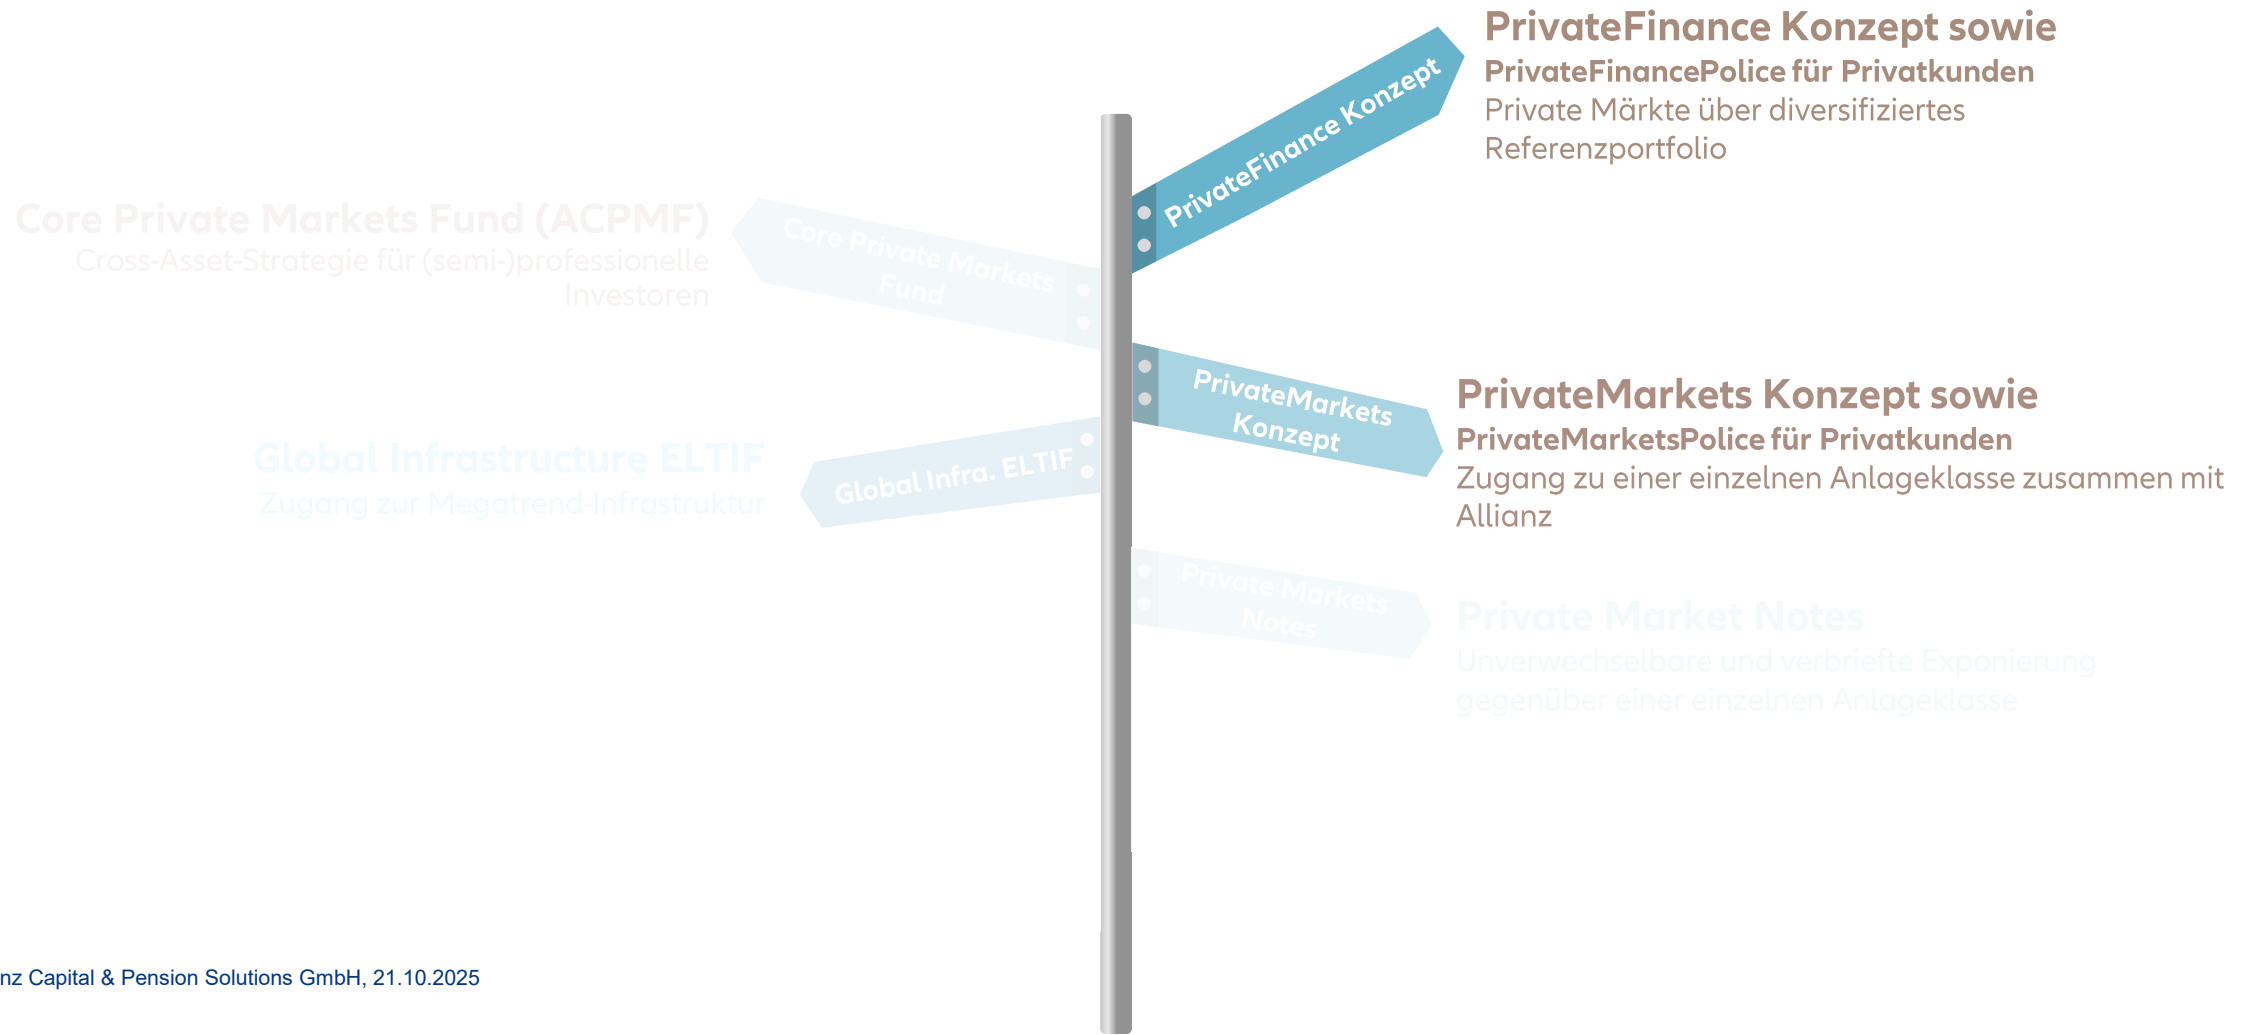 PrivateFinance Konzept sowie
PrivateFinancePolice für Privatkunden
Private Märkte über diversifiziertes
Referenzportfolio
PrivateFinance Konzept
Core Private Markets Fund (ACPMF)
Cross-Asset-Strategie für (semi-)professionelle
Investoren
Core Private Markets
Fund
PrivateMarkets
Konzept
PrivateMarkets Konzept sowie
PrivateMarketsPolice für Privatkunden
Zugang zu einer einzelnen Anlageklasse zusammen mit
Allianz
Global Infrastructure ELTIF
Zugang zur Megatrend-Infrastruktur
Global Infra. ELTIF
Private Markets
Notes
Private Market Notes
Unverwechselbare und verbriefte Exponierung
gegenüber einer einzelnen Anlageklasse
nz Capital & Pension Solutions GmbH, 21.10.2025